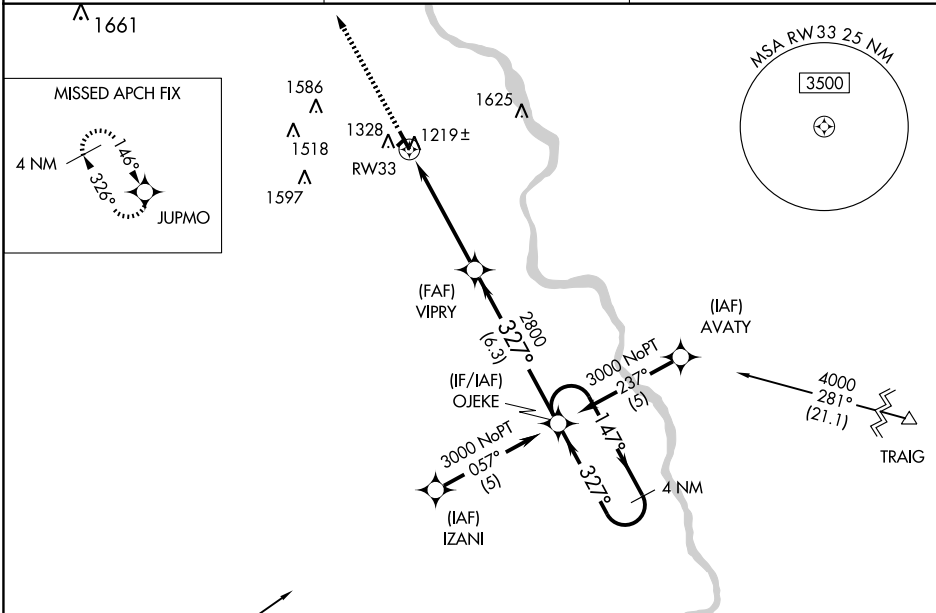 1661
MISSED APCH FIX
4 NM
146°
326°
JUPMO
1586
1518
1597
1328
1219±
RW33
1625
MSA RW33 25 NM
3500
(FAF)
VIPRY
2800
327°
(6.3)
(IF/IAF)
OJEKE
3000 NoPT
237°
(5)
(IAF)
AVATY
4000
281°
(21.1)
TRAIG
3000 NoPT
057°
(5)
(IAF)
IZANI
147°
327°
4 NM